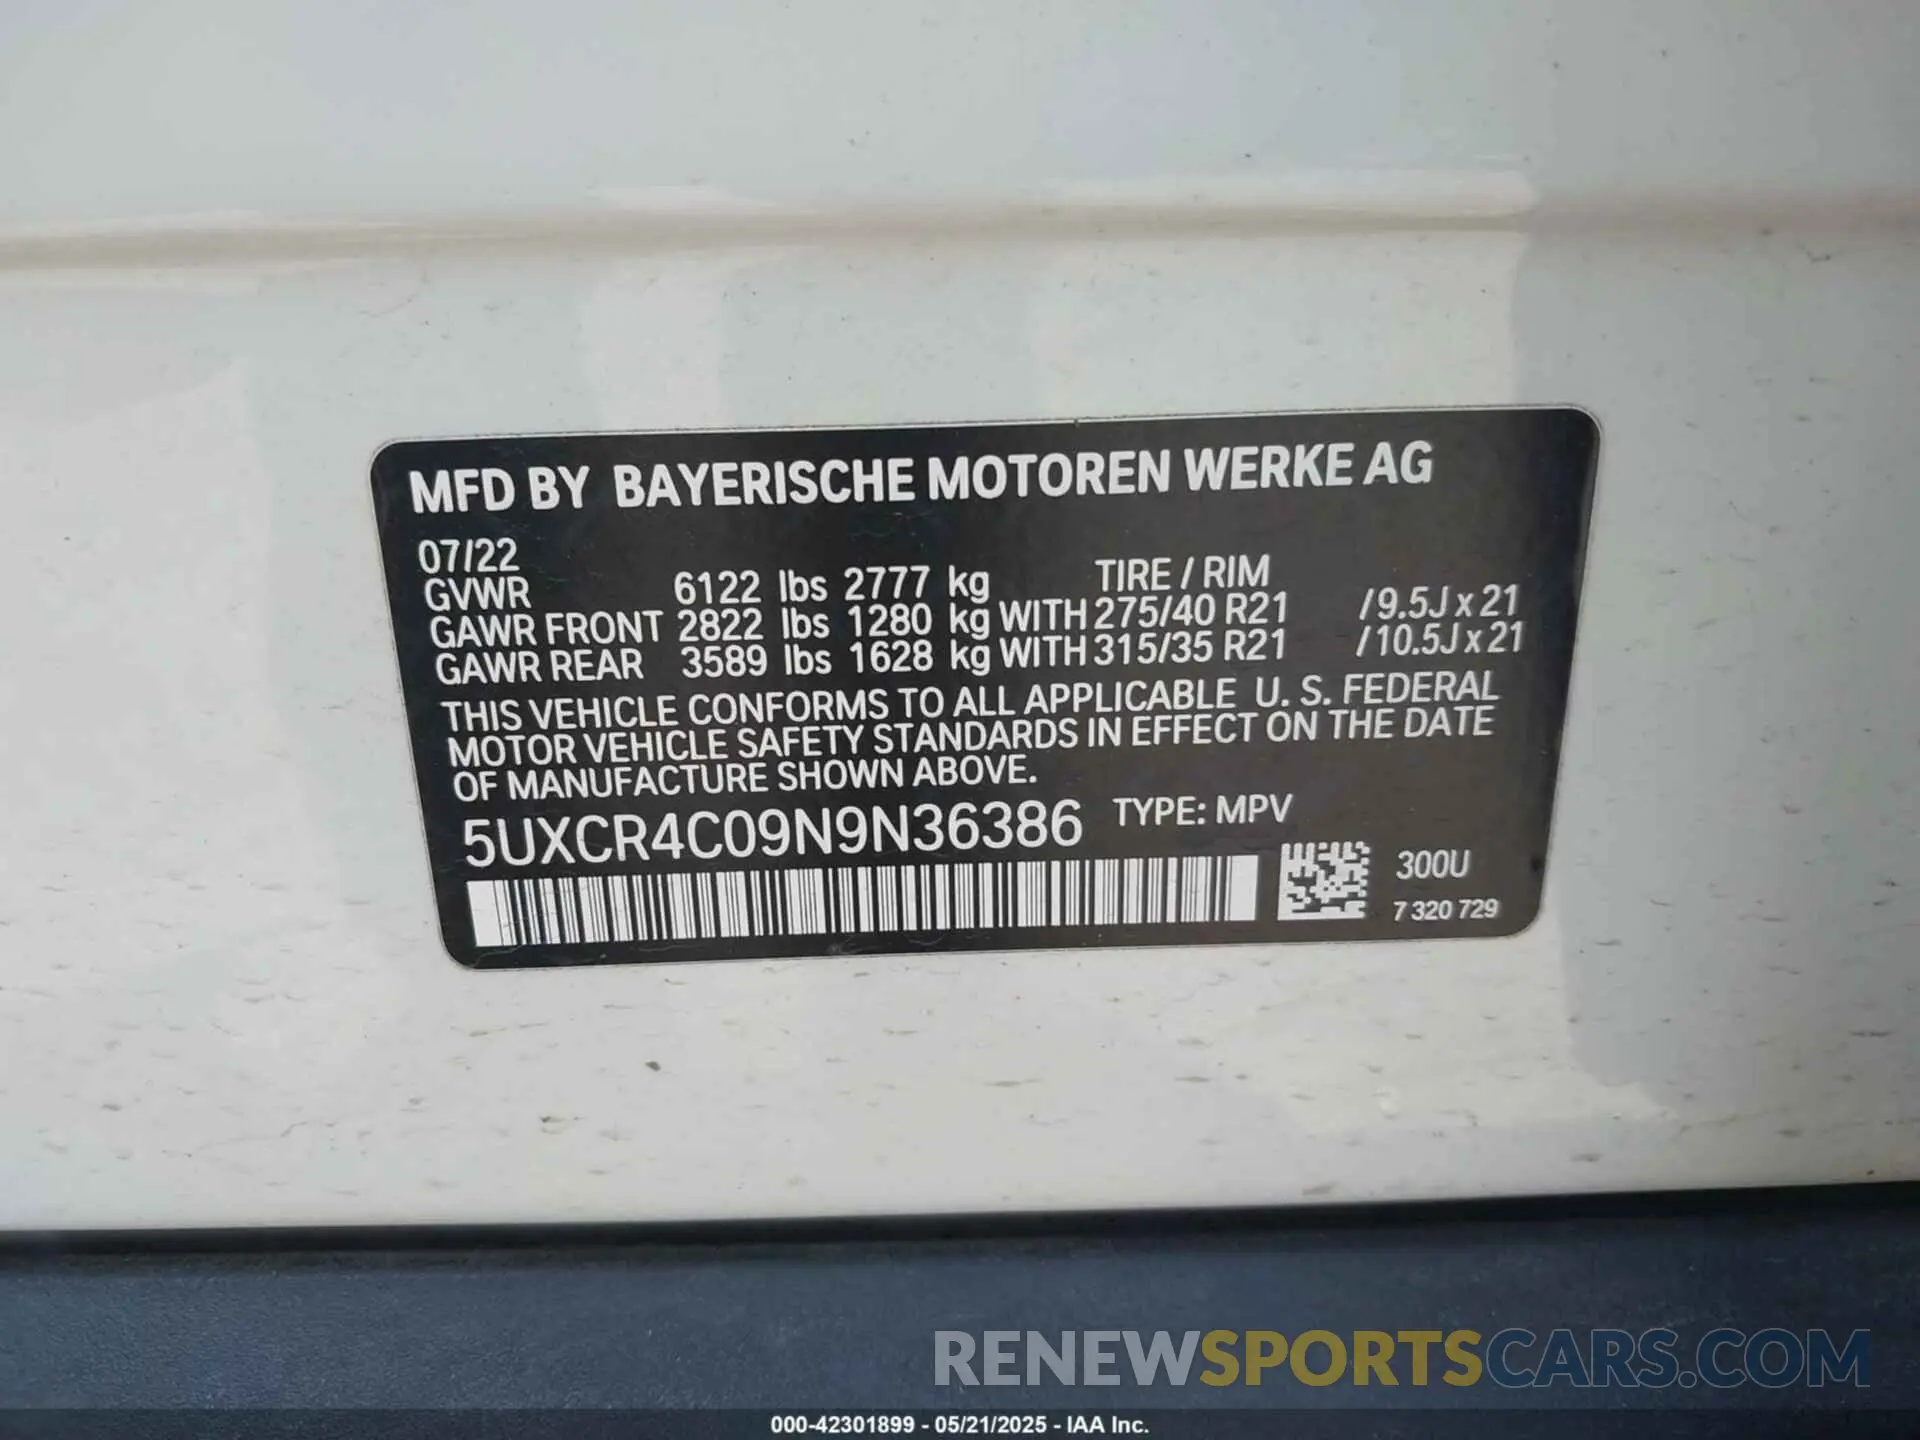 MFD BY BAYERISCHE MOTOREN WERKE AG
07/22
GVWR 6122 lbs 2777 kg TIRE / RIM
GAWR FRONT 2822 lbs 1280 kg WITH 275/40 R21 /9.5J x 21
GAWR REAR 3589 lbs 1628 kg WITH 315/35 R21 /10.5J x 21
THIS VEHICLE CONFORMS TO ALL APPLICABLE U. S. FEDERAL
MOTOR VEHICLE SAFETY STANDARDS IN EFFECT ON THE DATE
OF MANUFACTURE SHOWN ABOVE.
5UXCR4C09N9N36386 TYPE: MPV
300U
7 320 729
RENEWSPORTSCARS.COM
000-42301899 - 05/21/2025 - IAA Inc.